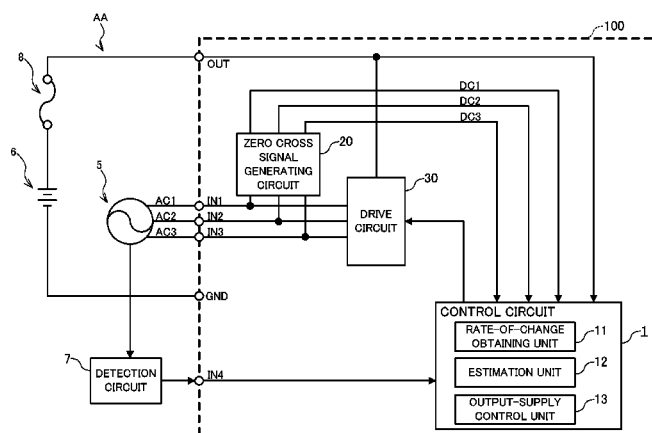 AA
100
8
OUT
DC1
DC2
DC3
ZERO CROSS
SIGNAL
GENERATING
CIRCUIT
20
6
5
30
AC1
IN1
AC2
IN2
AC3
IN3
DRIVE
CIRCUIT
GND
CONTROL CIRCUIT
1
RATE-OF-CHANGE
OBTAINING UNIT
11
7
DETECTION
CIRCUIT
IN4
ESTIMATION UNIT
12
OUTPUT-SUPPLY
CONTROL UNIT
13